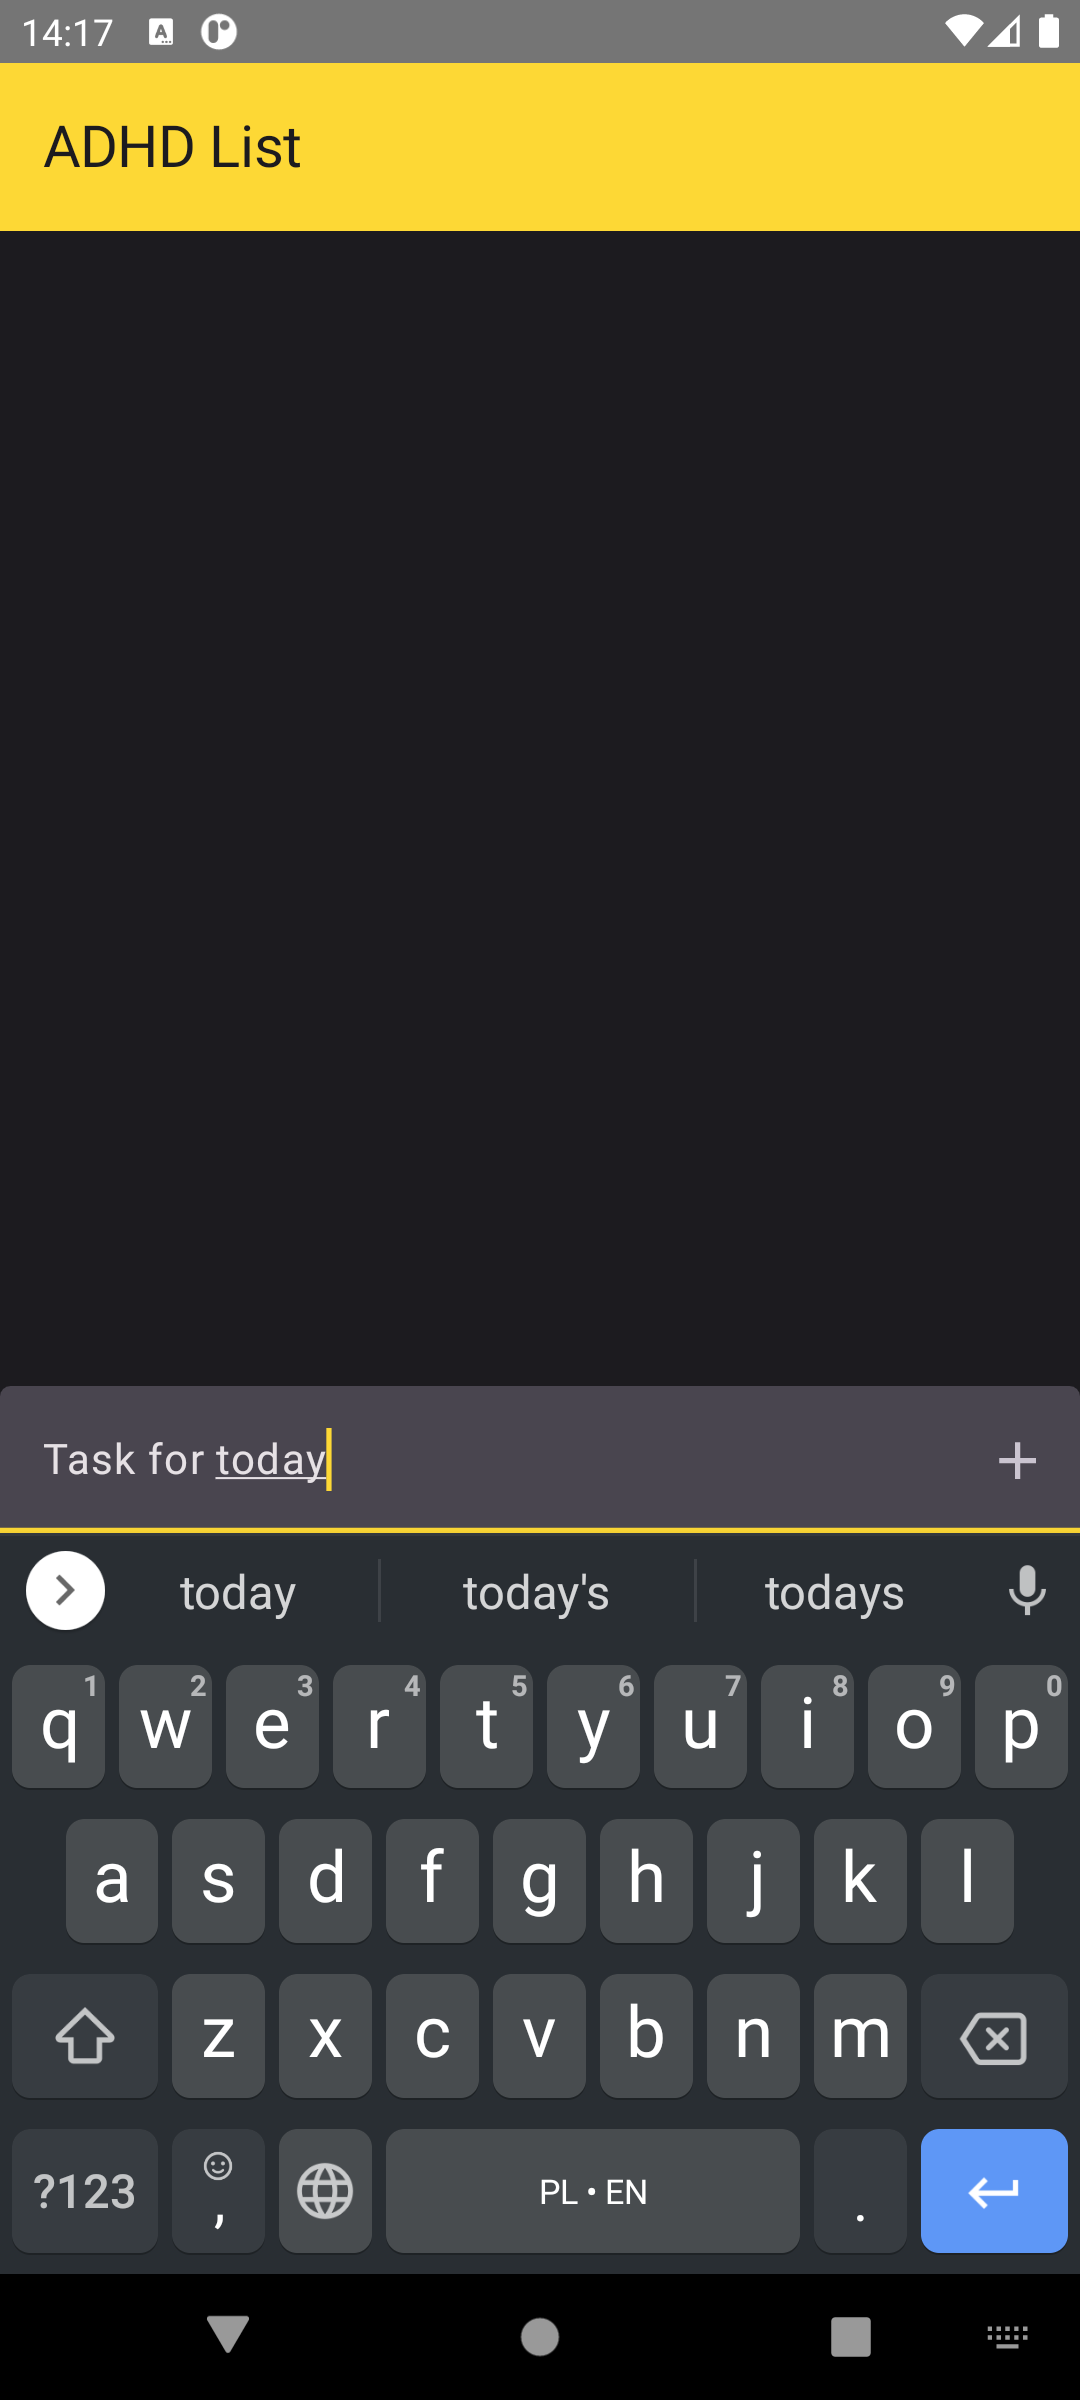 14:17
ADHD List
Task for today
today today's todays
1 2 3 4 5 6 7 8 9 0
q w e r t y u i o p
a s d f g h j k l
z x c v b n m
?123 , PL • EN .